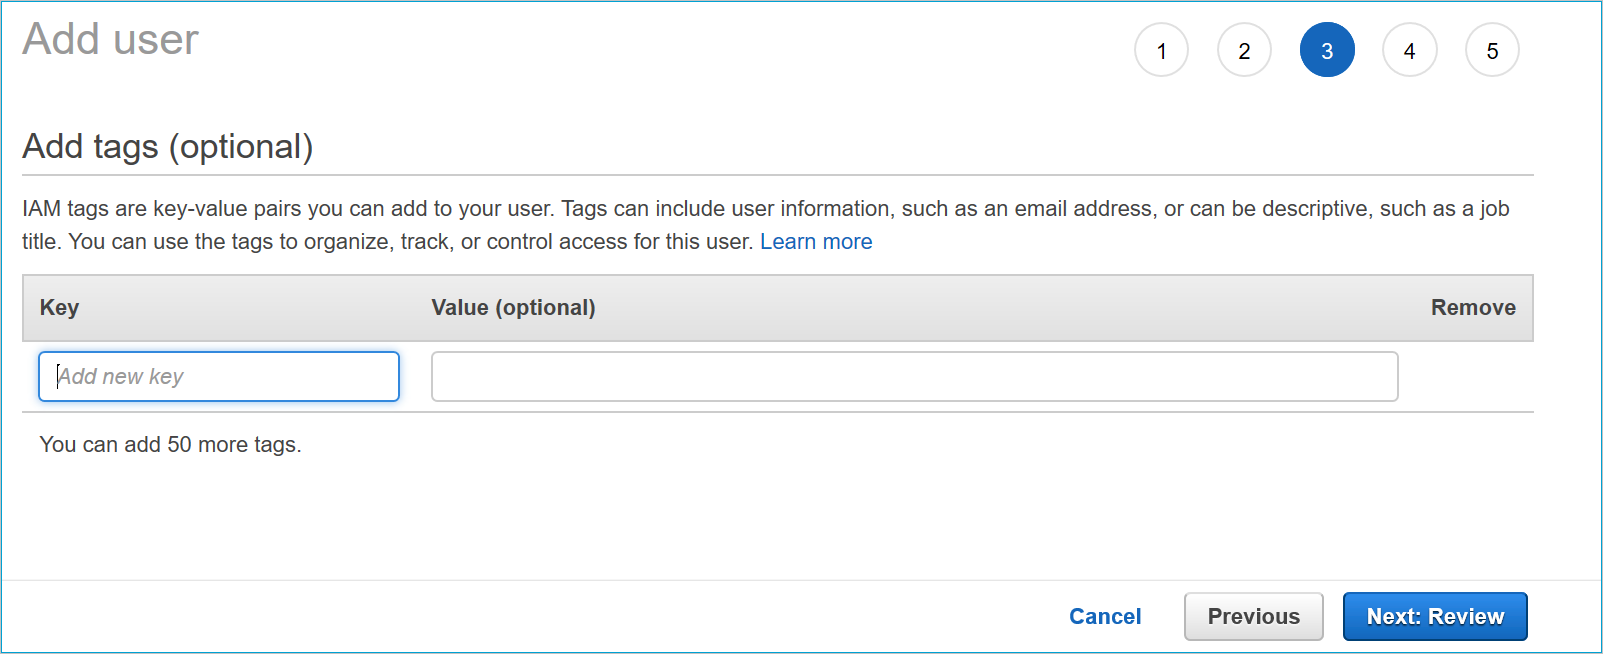 Add user
1 2 3 4 5
Add tags (optional)
IAM tags are key-value pairs you can add to your user. Tags can include user information, such as an email address, or can be descriptive, such as a job
title. You can use the tags to organize, track, or control access for this user. Learn more
Key Value (optional) Remove
Add new key
You can add 50 more tags.
Cancel Previous Next: Review